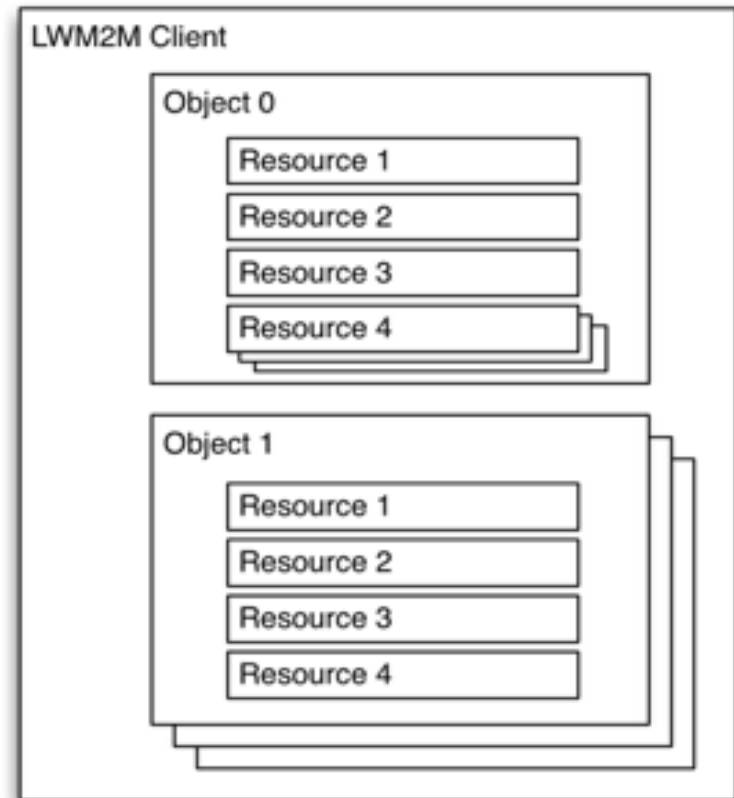 LWM2M Client
Object 0
Resource 1
Resource 2
Resource 3
Resource 4
Object 1
Resource 1
Resource 2
Resource 3
Resource 4